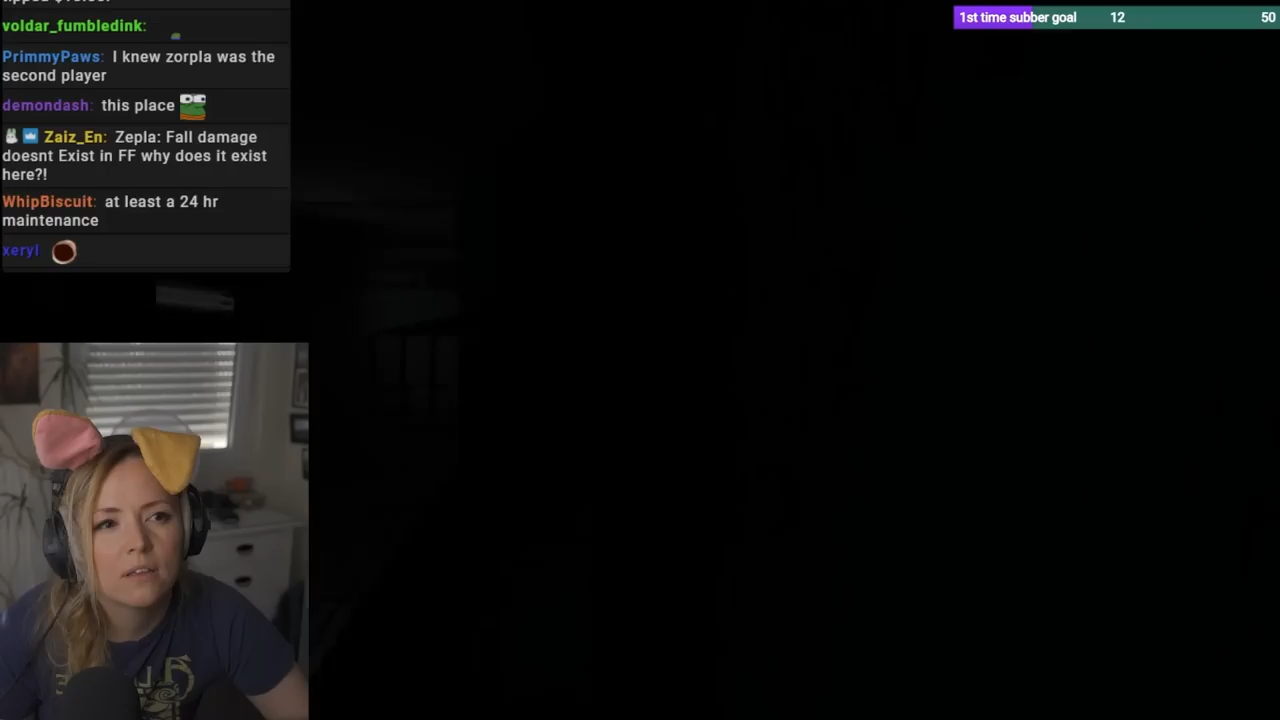 voldar_fumbledink:
PrimmyPaws: I knew zorpla was the
second player
demondash: this place
Zaiz_En: Zepla: Fall damage
doesnt Exist in FF why does it exist
here?!
WhipBiscuit: at least a 24 hr
maintenance
xeryl
1st time subber goal 12 50